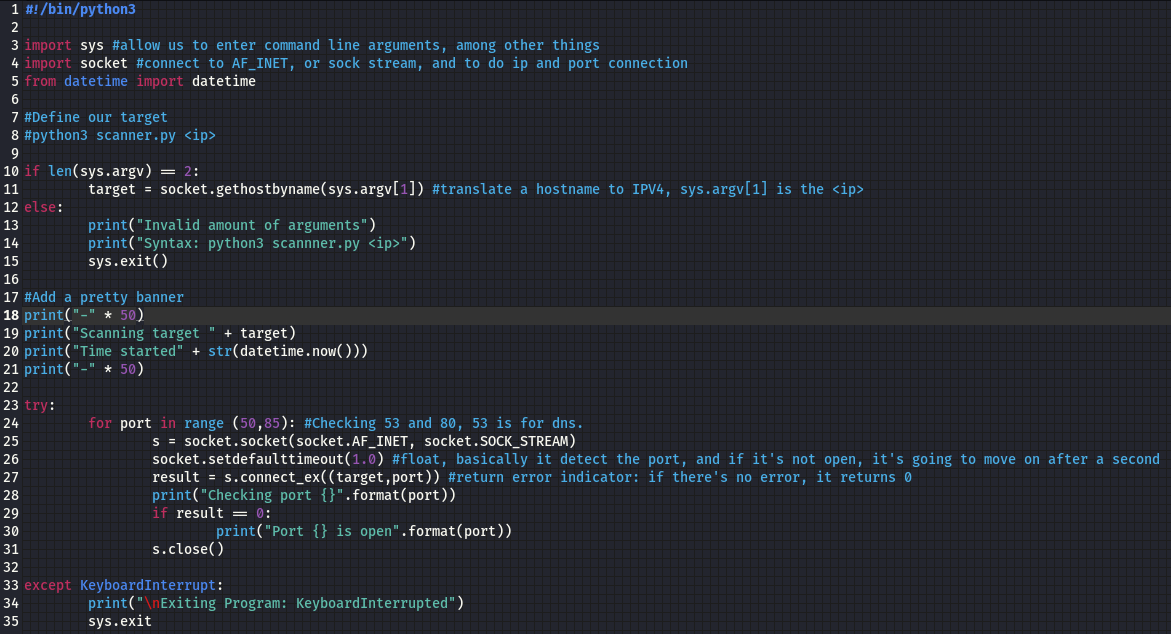 1 #!/bin/python3
2
3 import sys #allow us to enter command line arguments, among other things
4 import socket #connect to AF_INET, or sock stream, and to do ip and port connection
5 from datetime import datetime
6
7 #Define our target
8 #python3 scanner.py <ip>
9
10 if len(sys.argv) == 2:
11         target = socket.gethostbyname(sys.argv[1]) #translate a hostname to IPV4, sys.argv[1] is the <ip>
12 else:
13         print("Invalid amount of arguments")
14         print("Syntax: python3 scannner.py <ip>")
15         sys.exit()
16
17 #Add a pretty banner
18 print("-" * 50)
19 print("Scanning target " + target)
20 print("Time started" + str(datetime.now()))
21 print("-" * 50)
22
23 try:
24         for port in range (50,85): #Checking 53 and 80, 53 is for dns.
25                 s = socket.socket(socket.AF_INET, socket.SOCK_STREAM)
26                 socket.setdefaulttimeout(1.0) #float, basically it detect the port, and if it's not open, it's going to move on after a second
27                 result = s.connect_ex((target,port)) #return error indicator: if there's no error, it returns 0
28                 print("Checking port {}".format(port))
29                 if result == 0:
30                         print("Port {} is open".format(port))
31                 s.close()
32
33 except KeyboardInterrupt:
34         print("\nExiting Program: KeyboardInterrupted")
35         sys.exit